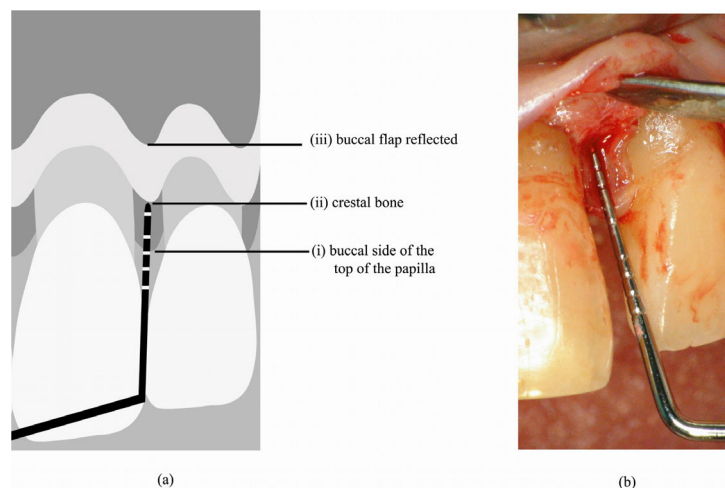 (iii) buccal flap reflected
(ii) crestal bone
(i) buccal side of the
top of the papilla
(a)
(b)